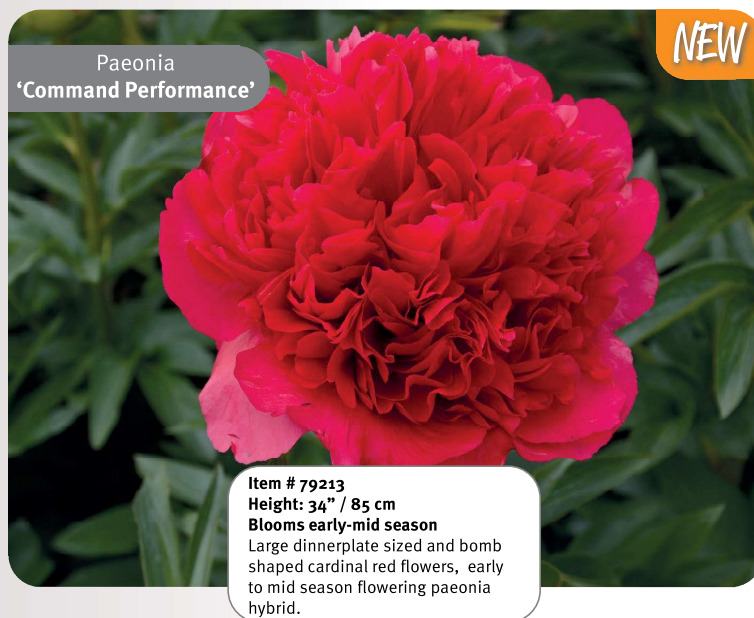 Paeonia
‘Command Performance’
NEW
Item # 79213
Height: 34” / 85 cm
Blooms early-mid season
Large dinnerplate sized and bomb
shaped cardinal red flowers, early
to mid season flowering paeonia
hybrid.